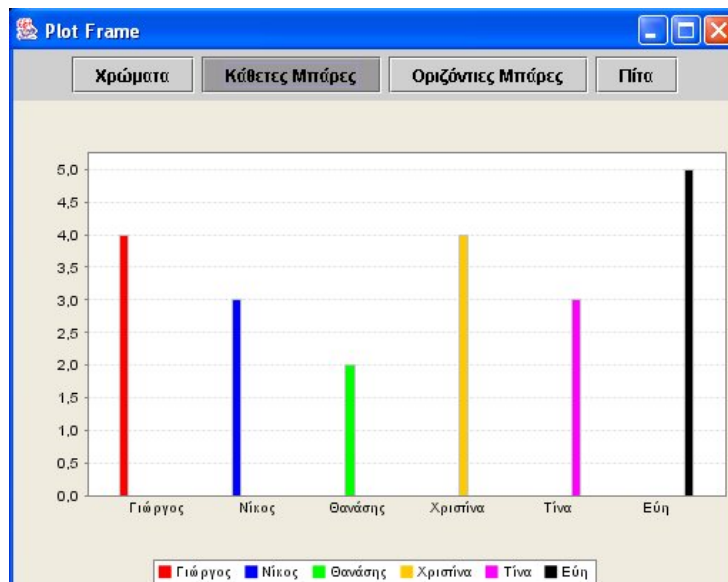 Plot Frame
Χρώματα Κάθετες Μπάρες Οριζόντιες Μπάρες Πίτα
5,0
4,5
4,0
3,5
3,0
2,5
2,0
1,5
1,0
0,5
0,0
Γιώργος Νίκος Θανάσης Χριστίνα Τίνα Εύη
Γιώργος Νίκος Θανάσης Χριστίνα Τίνα Εύη